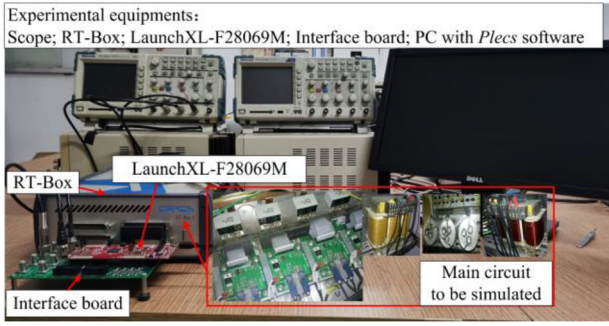 Experimental equipments:
Scope; RT-Box; LaunchXL-F28069M; Interface board; PC with Plecs software
LaunchXL-F28069M
RT-Box
DELL
Main circuit
to be simulated
Interface board